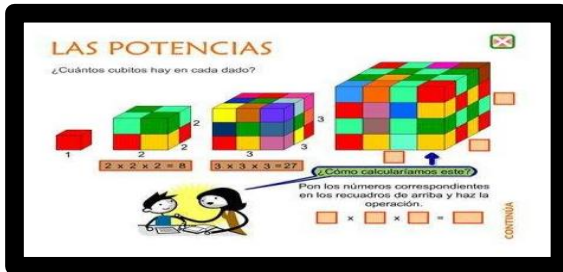 LAS POTENCIAS
¿Cuántos cubitos hay en cada dado?
1
2
2
2
2 x 2 x 2 = 8
3
3
3
3 x 3 x 3 = 27
¿Cómo calcularíamos este?
Pon los números correspondientes
en los recuadros de arriba y haz la
operación.
x x =
CONTINÚA